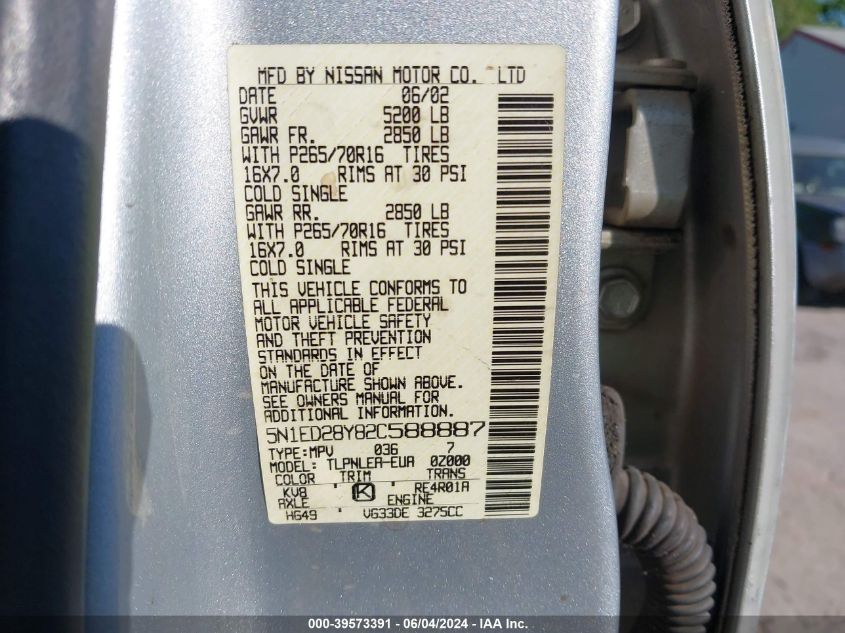 MFD BY NISSAN MOTOR CO. LTD
DATE 06/02
GVWR 5200 LB
GAWR FR. 2850 LB
WITH P265/70R16 TIRES
16X7.0 RIMS AT 30 PSI
COLD SINGLE
GAWR RR. 2850 LB
WITH P265/70R16 TIRES
16X7.0 RIMS AT 30 PSI
COLD SINGLE
THIS VEHICLE CONFORMS TO
ALL APPLICABLE FEDERAL
MOTOR VEHICLE SAFETY
AND THEFT PREVENTION
STANDARDS IN EFFECT
ON THE DATE OF
MANUFACTURE SHOWN ABOVE.
SEE OWNERS MANUAL FOR
ADDITIONAL PARTICULARS
5N1ED28Y82C588887
TYPE:MPV 036 7
MODEL: TLPNLEA-EUA 0Z000
COLOR TRIM TRANS
KV8 K RE4R01A
AXLE ENGINE
HG49 VG33DE 3275CC
000-39573391 - 06/04/2024 - IAA Inc.